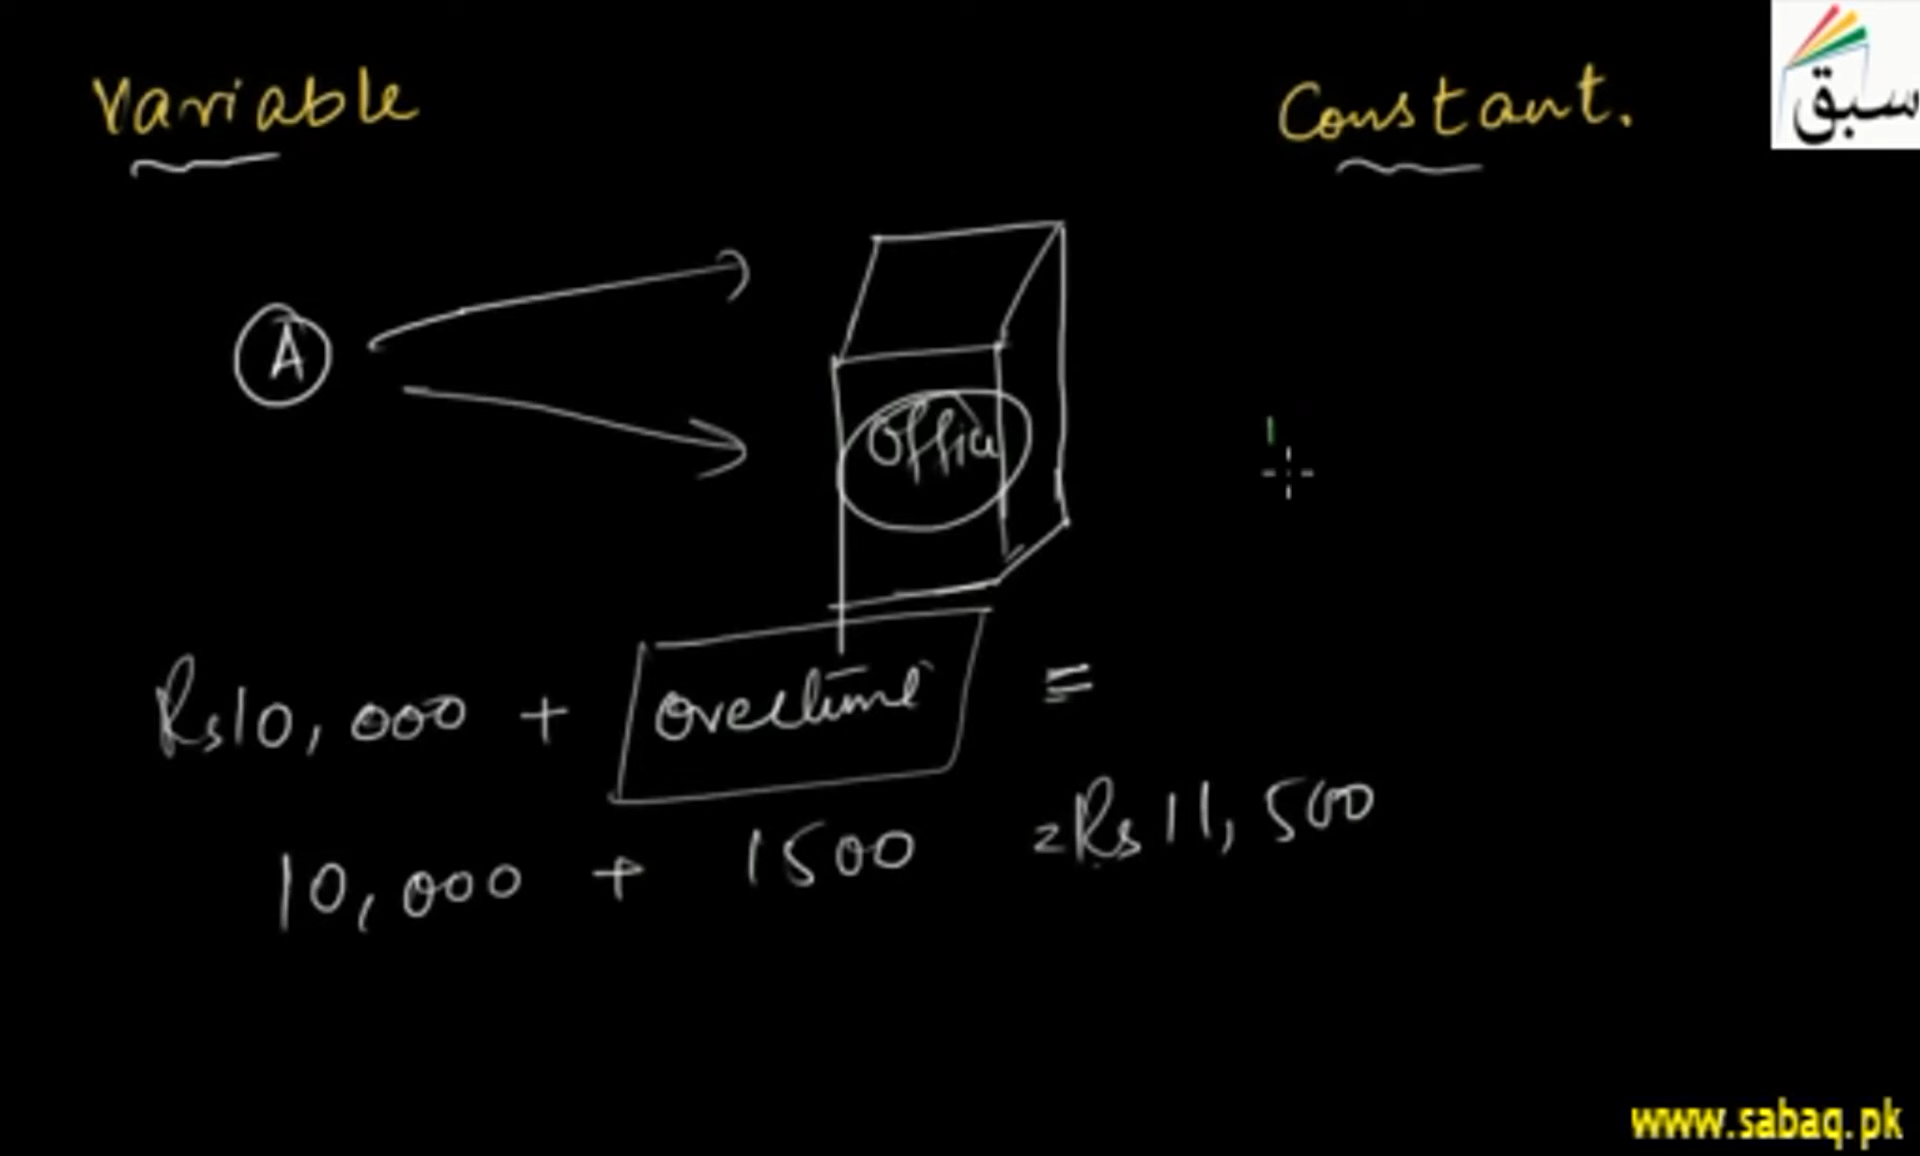 Variable
Constant.
سبق
A
Office
Rs10,000 + overtime =
10,000 + 1500 =Rs 11,500
www.sabaq.pk